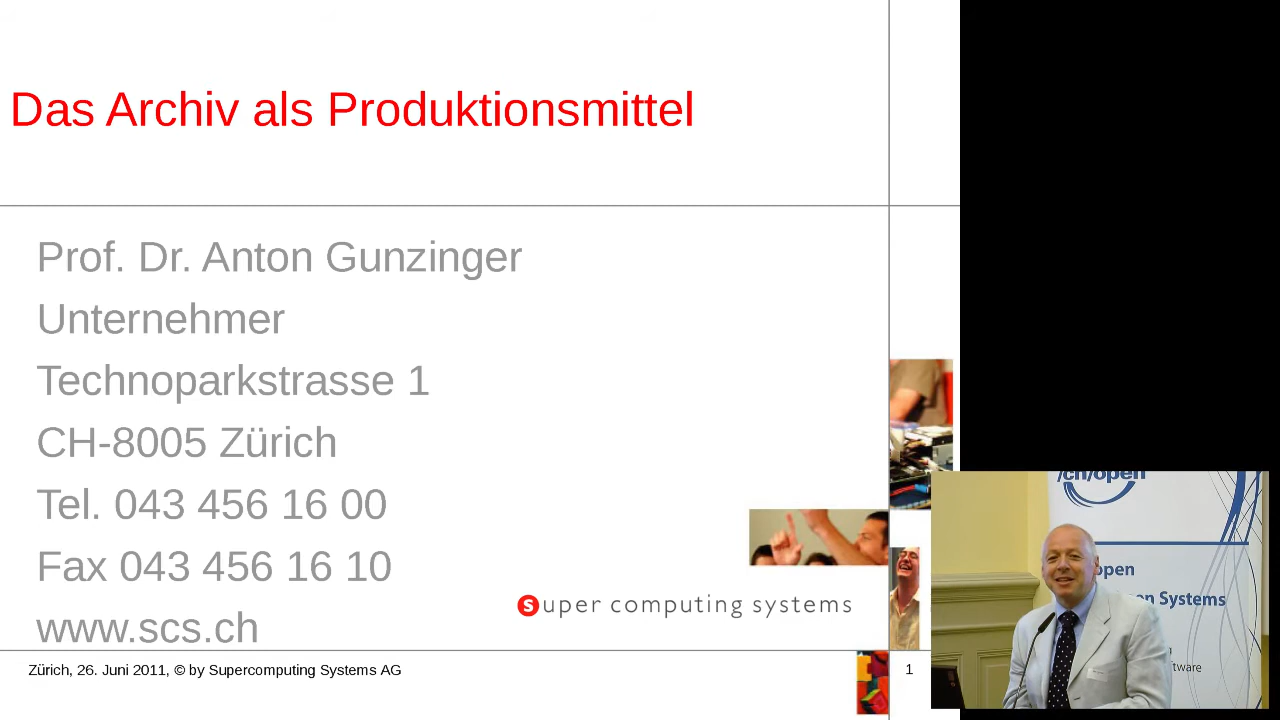 Das Archiv als Produktionsmittel
Prof. Dr. Anton Gunzinger
Unternehmer
Technoparkstrasse 1
CH-8005 Zürich
Tel. 043 456 16 00
Fax 043 456 16 10
www.scs.ch
super computing systems
Zürich, 26. Juni 2011, © by Supercomputing Systems AG
1
/ch/open
open
Systems